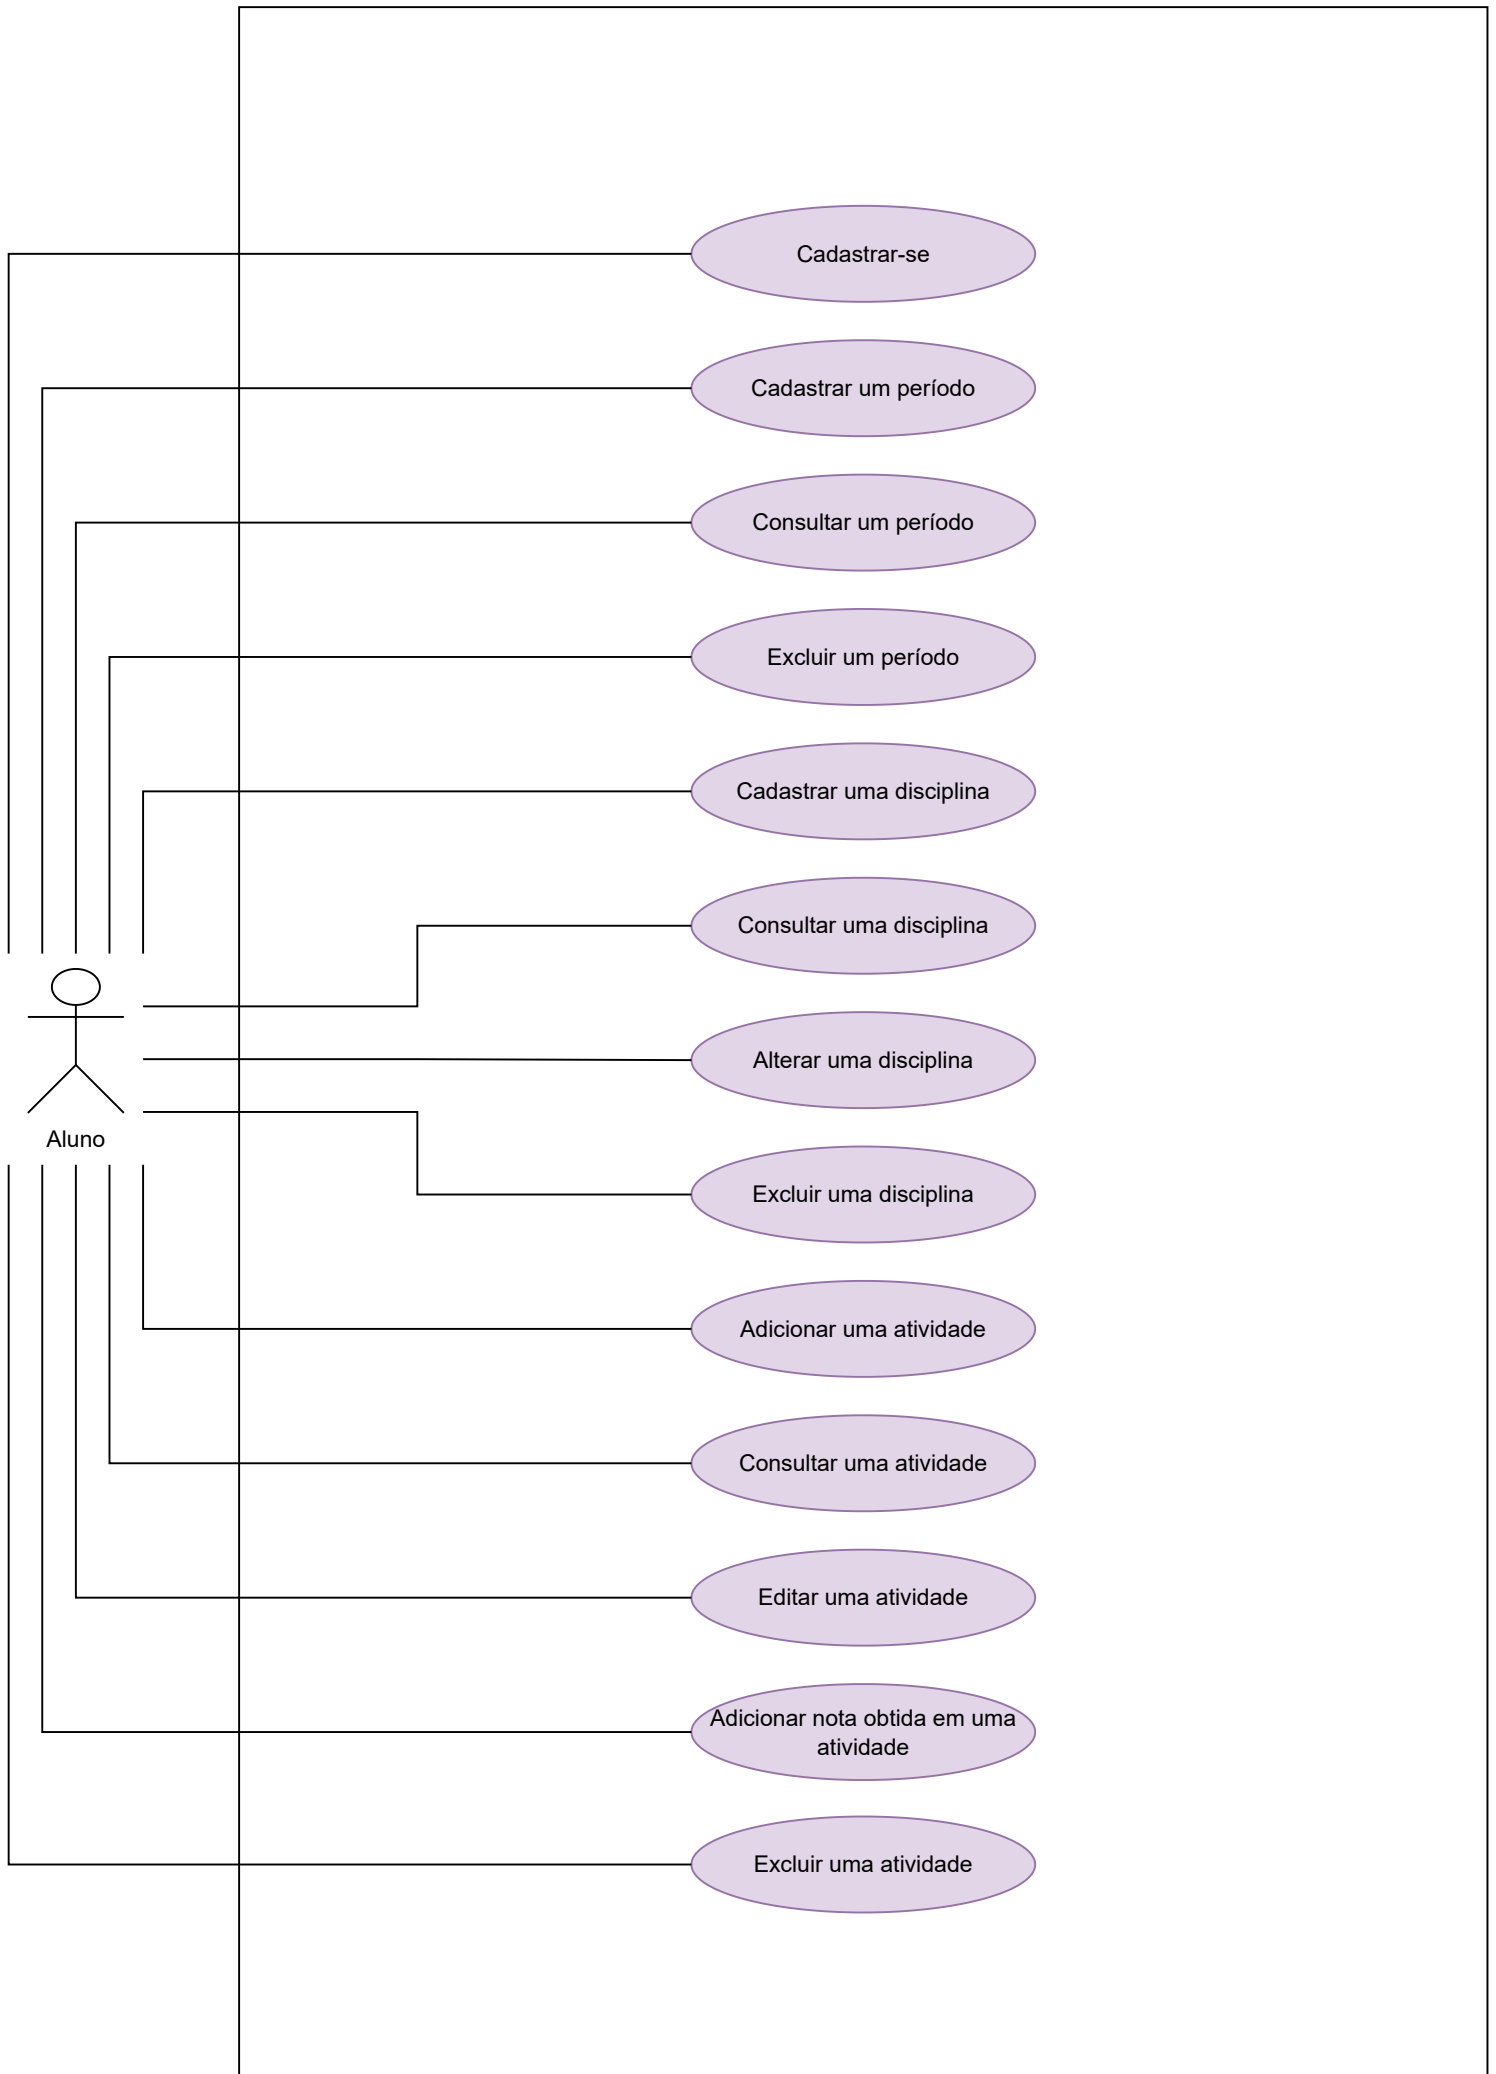 Cadastrar-se
Cadastrar um período
Consultar um período
Excluir um período
Cadastrar uma disciplina
Consultar uma disciplina
Alterar uma disciplina
Aluno
Excluir uma disciplina
Adicionar uma atividade
Consultar uma atividade
Editar uma atividade
Adicionar nota obtida em uma
atividade
Excluir uma atividade